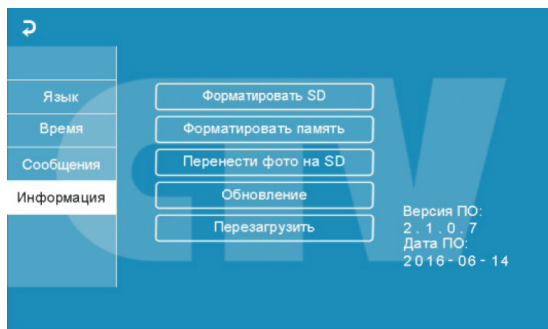 Язык
Время
Сообщения
Информация
Форматировать SD
Форматировать память
Перенести фото на SD
Обновление
Перезагрузить
Версия ПО:
2.1.0.7
Дата ПО:
2016-06-14